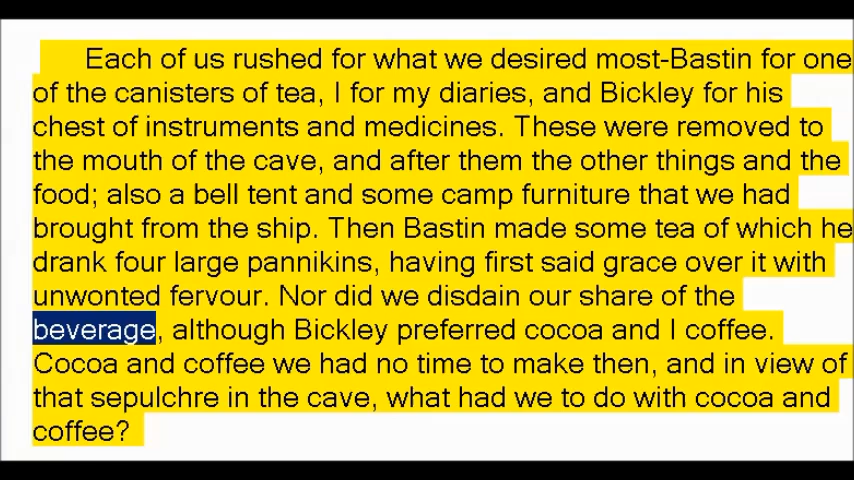 Each of us rushed for what we desired most-Bastin for one
of the canisters of tea, I for my diaries, and Bickley for his
chest of instruments and medicines. These were removed to
the mouth of the cave, and after them the other things and the
food; also a bell tent and some camp furniture that we had
brought from the ship. Then Bastin made some tea of which he
drank four large pannikins, having first said grace over it with
unwonted fervour. Nor did we disdain our share of the
beverage, although Bickley preferred cocoa and I coffee.
Cocoa and coffee we had no time to make then, and in view of
that sepulchre in the cave, what had we to do with cocoa and
coffee?